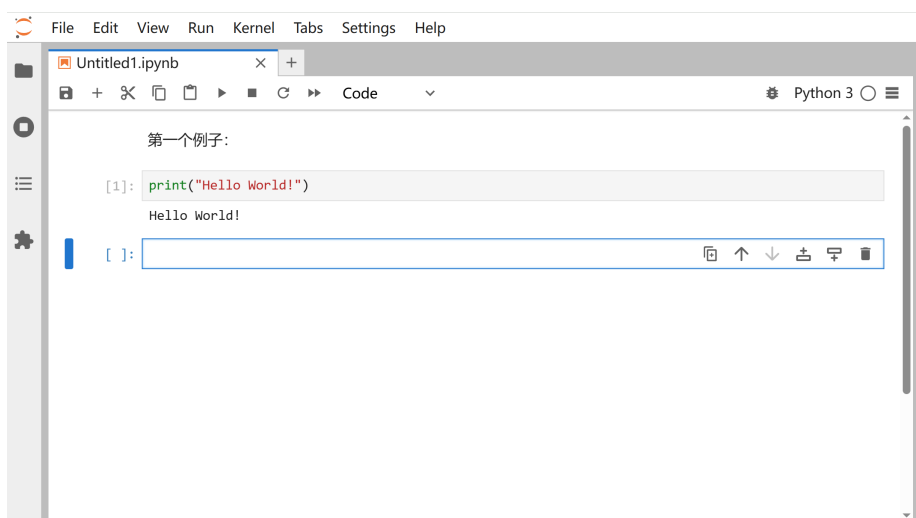 File Edit View Run Kernel Tabs Settings Help
Untitled1.ipynb
Code Python 3
第一个例子：
[1]: print("Hello World!")
Hello World!
[ ]: